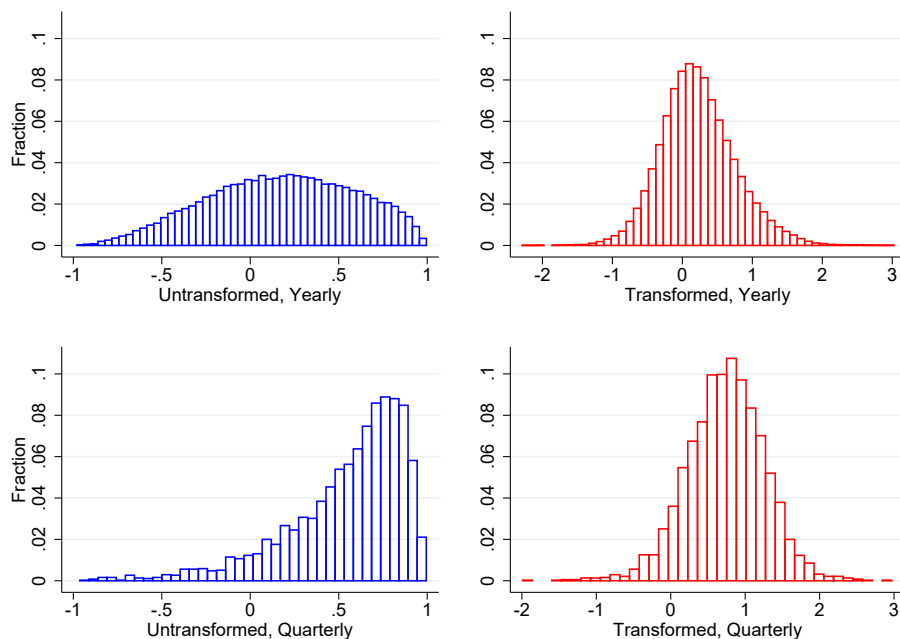 Fraction
.1
.08
.06
.04
.02
0
-1 -.5 0 .5 1
Untransformed, Yearly
.1
.08
.06
.04
.02
0
-2 -1 0 1 2 3
Transformed, Yearly
Fraction
.1
.08
.06
.04
.02
0
-1 -.5 0 .5 1
Untransformed, Quarterly
.1
.08
.06
.04
.02
0
-2 -1 0 1 2 3
Transformed, Quarterly